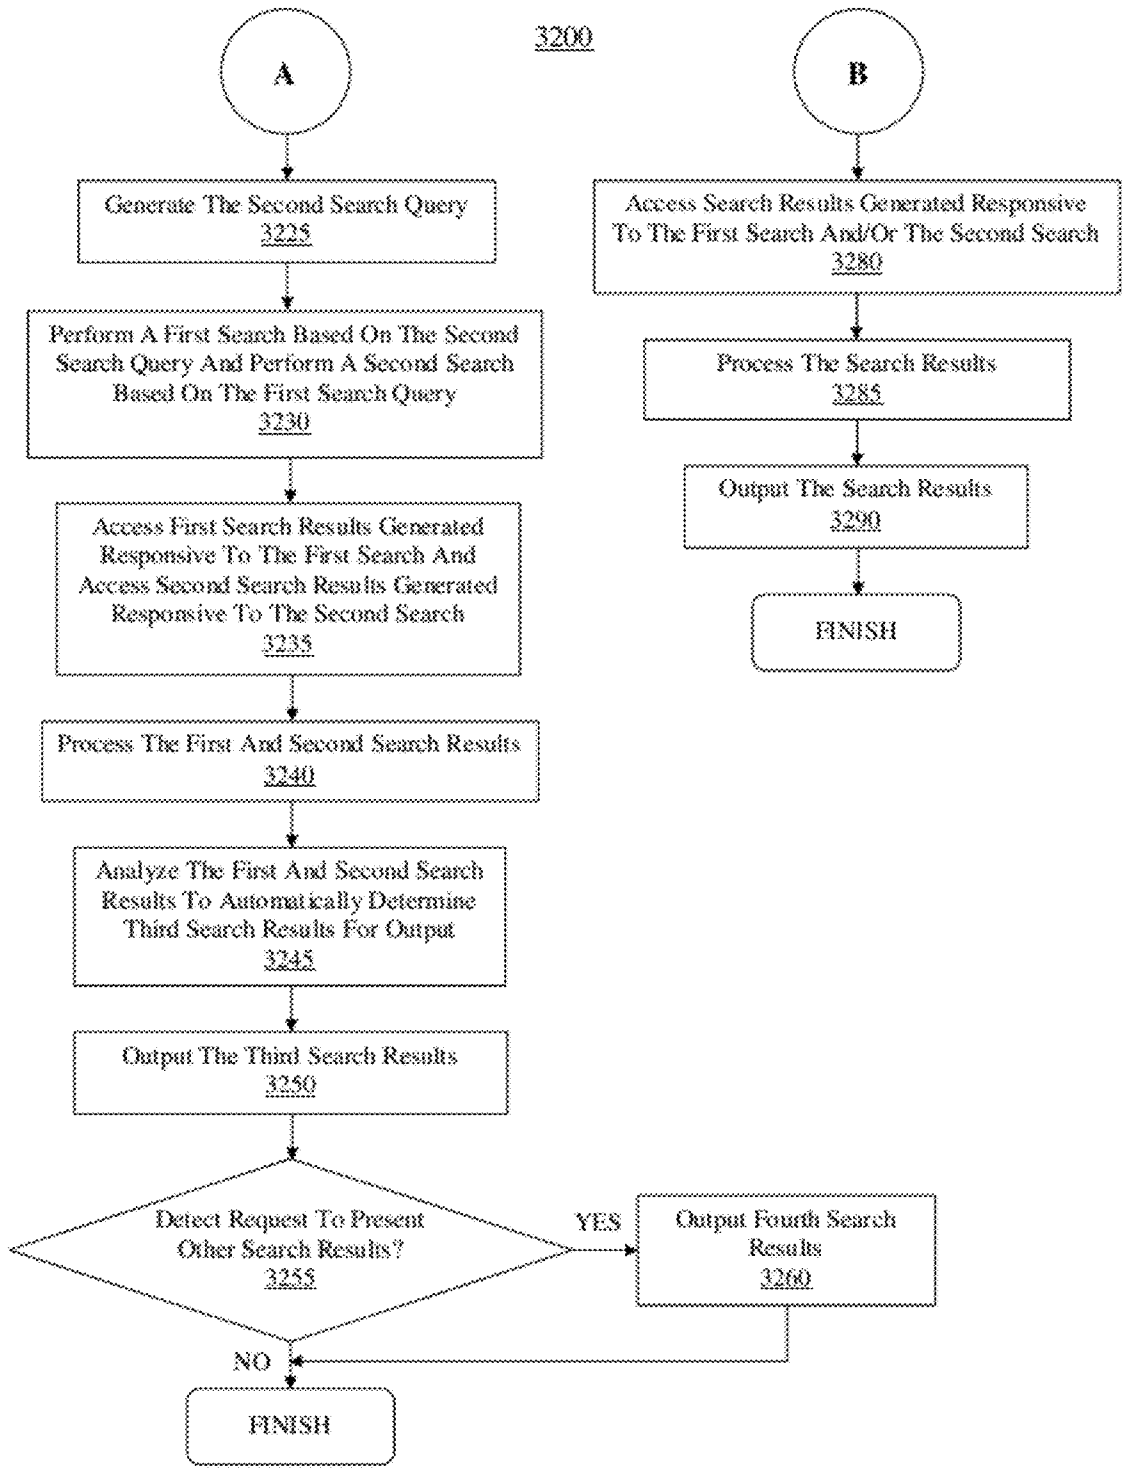 3200
A
Generate The Second Search Query
3225
Perform A First Search Based On The Second
Search Query And Perform A Second Search
Based On The First Search Query
3230
Access First Search Results Generated
Responsive To The First Search And
Access Second Search Results Generated
Responsive To The Second Search
3235
Process The First And Second Search Results
3240
Analyze The First And Second Search
Results To Automatically Determine
Third Search Results For Output
3245
Output The Third Search Results
3250
Detect Request To Present
Other Search Results?
3255
YES
Output Fourth Search
Results
3260
NO
FINISH
B
Access Search Results Generated Responsive
To The First Search And/Or The Second Search
3280
Process The Search Results
3285
Output The Search Results
3290
FINISH